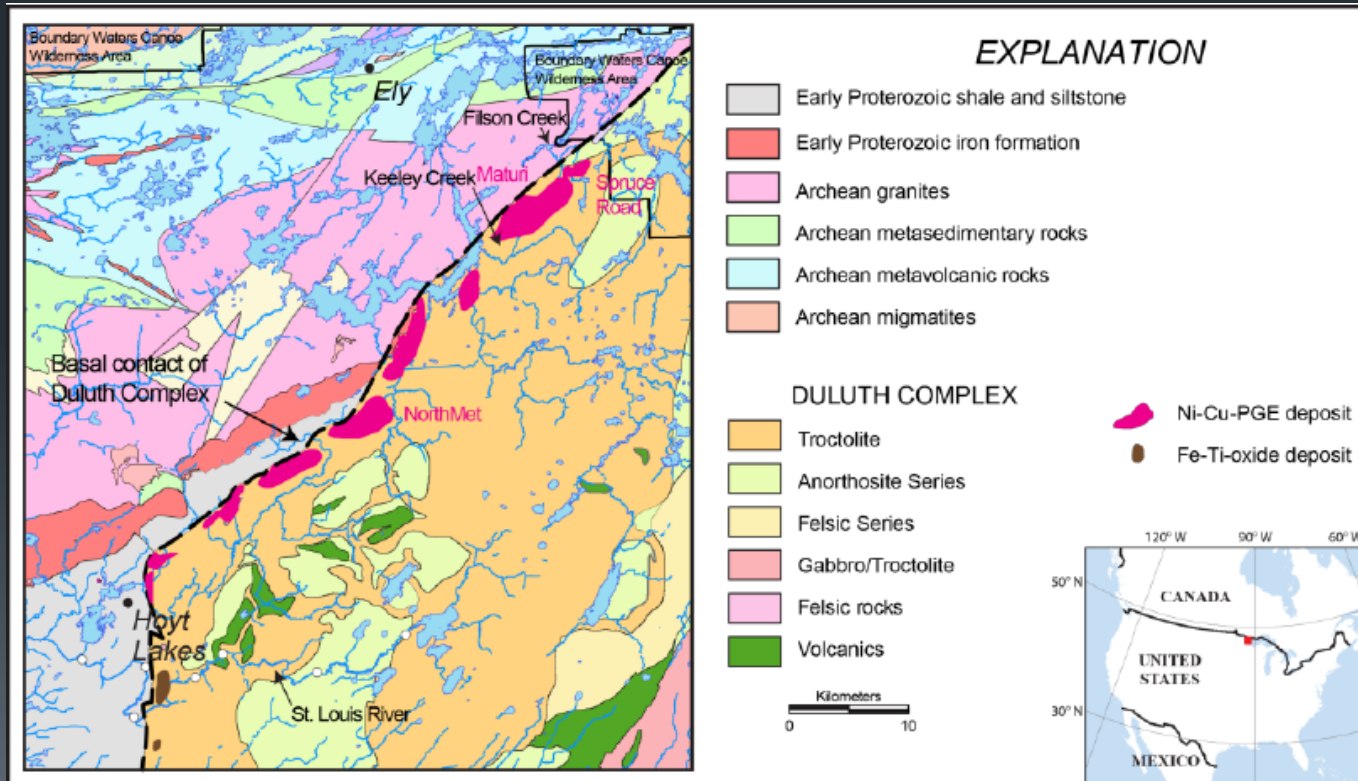 Boundary Waters Canoe
Wilderness Area
Ely
Boundary Waters Canoe
Wilderness Area
Filson Creek
Keeley Creek
Maturi
Spruce
Road
Basal contact of
Duluth Complex
NorthMet
Hoyt
Lakes
St. Louis River
EXPLANATION
Early Proterozoic shale and siltstone
Early Proterozoic iron formation
Archean granites
Archean metasedimentary rocks
Archean metavolcanic rocks
Archean migmatites
DULUTH COMPLEX
Troctolite
Anorthosite Series
Felsic Series
Gabbro/Troctolite
Felsic rocks
Volcanics
Ni-Cu-PGE deposit
Fe-Ti-oxide deposit
Kilometers
0 10
120° W 90° W 60° W
50° N
CANADA
UNITED
STATES
30° N
MEXICO